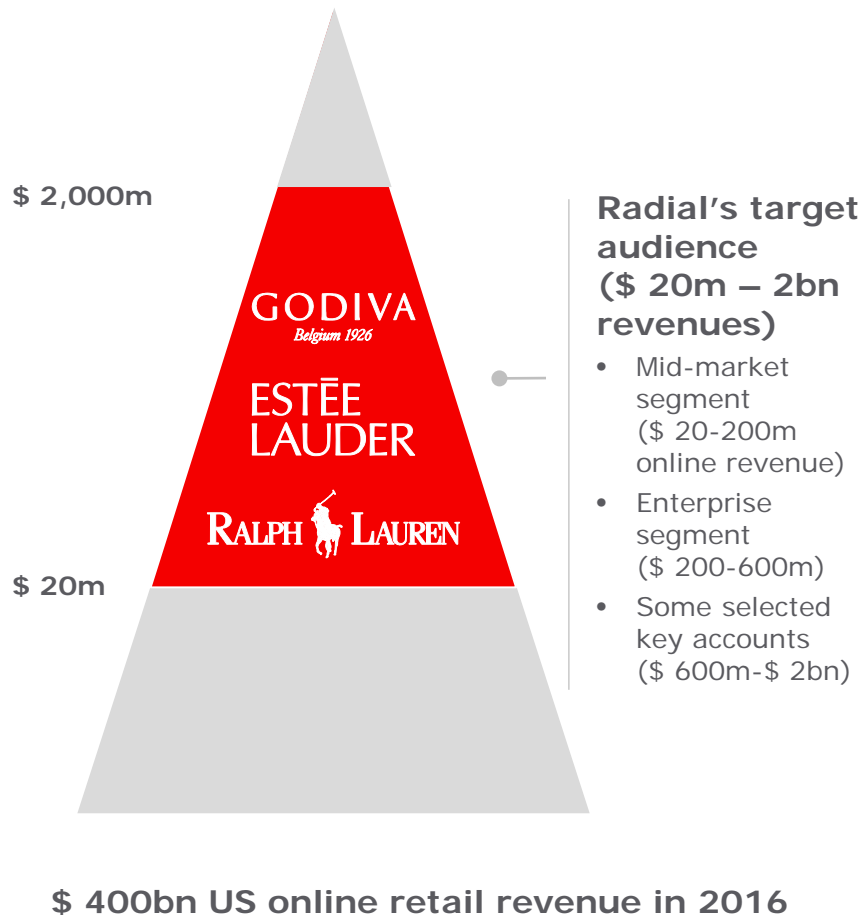 $ 2,000m
GODIVA
Belgium 1926
ESTĒE
LAUDER
RALPH LAUREN
$ 20m
Radial's target
audience
($ 20m – 2bn
revenues)
• Mid-market
segment
($ 20-200m
online revenue)
• Enterprise
segment
($ 200-600m)
• Some selected
key accounts
($ 600m-$ 2bn)
$ 400bn US online retail revenue in 2016